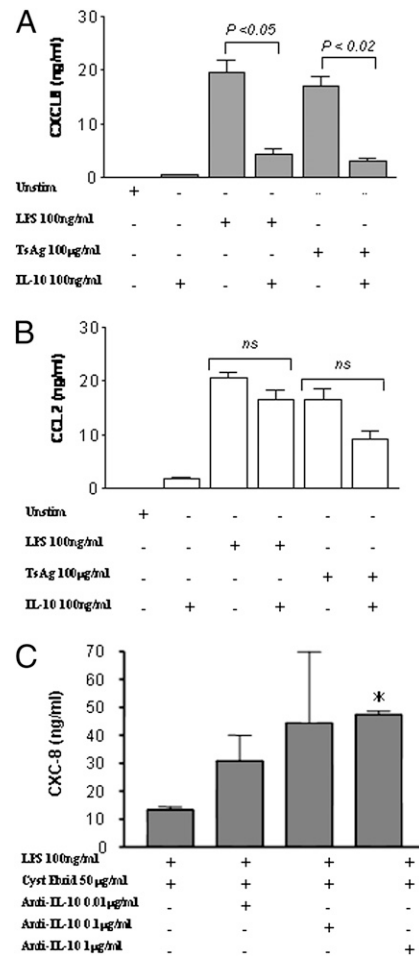 A
P <0.05
P < 0.02
CXCL8 (ng/ml)
30
20
10
0
Unstim + - - - - -
LPS 100ng/ml - - + + - -
TsAg 100µg/ml - - - - + +
IL-10 100ng/ml - + - + - +
B
ns
ns
CCL2 (ng/ml)
30
20
10
0
Unstim + - - - - -
LPS 100ng/ml - - + + - -
TsAg 100µg/ml - - - - + +
IL-10 100ng/ml - + - + - +
C
CXC-8 (ng/ml)
70
60
50
40
30
20
10
0
*
LPS 100ng/ml + + + +
Cyst Fluid 50µg/ml + + + +
Anti-IL-10 0.01µg/ml - + - -
Anti-IL-10 0.1µg/ml - - + -
Anti-IL-10 1µg/ml - - - +